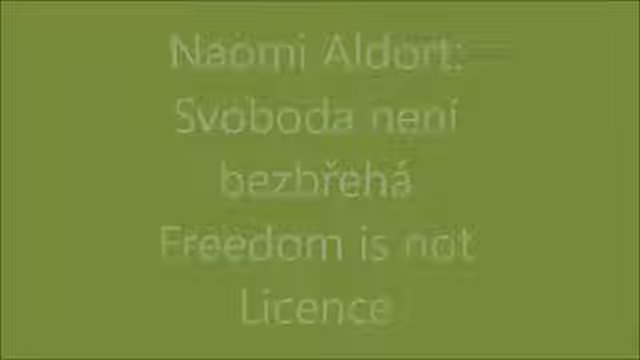 Naomi Aldort:
Svoboda není
bezbřehá
Freedom is not
Licence